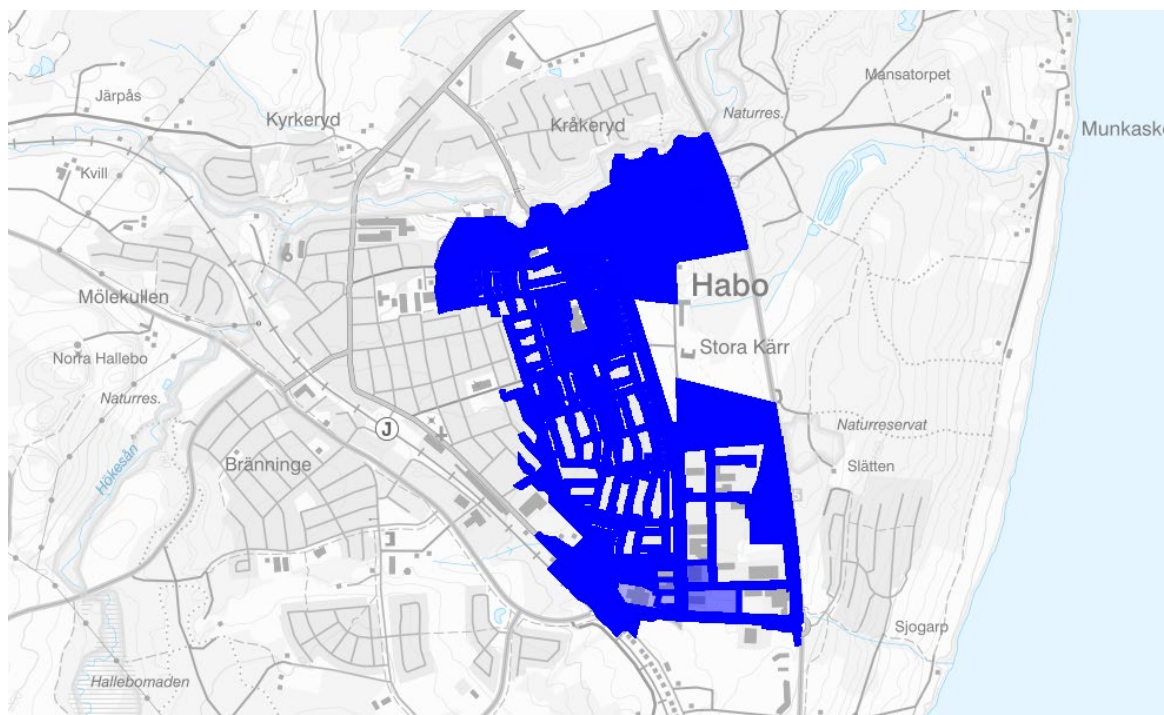 Mansatorpet
Järpås
Naturres.
Kyrkeryd
Kråkeryd
Kvill
Habo
Mölekullen
Stora Kärr
Norra Hallebo
Naturres.
J
Naturreservat
Bränninge
Slätten
Hökesån
Sjogarp
Hallebomaden